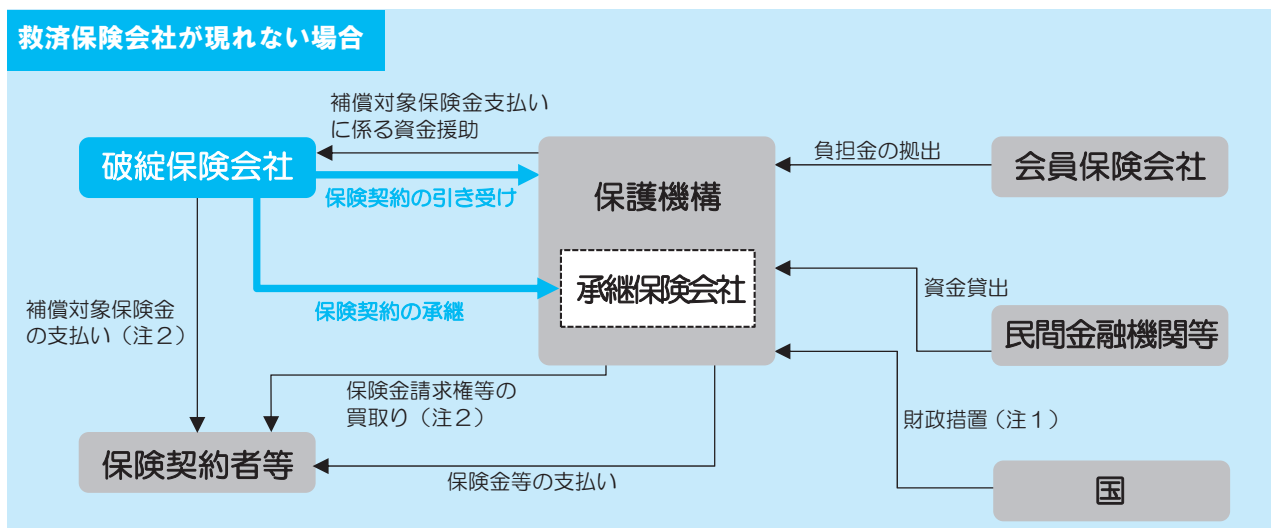 救済保険会社が現れない場合
補償対象保険金支払い
に係る資金援助
破綻保険会社
保険契約の引き受け
保護機構
負担金の拠出
会員保険会社
承継保険会社
保険契約の承継
資金貸出
民間金融機関等
補償対象保険金
の支払い（注２）
保険金請求権等の
買取り（注２）
財政措置（注１）
保険契約者等
保険金等の支払い
国